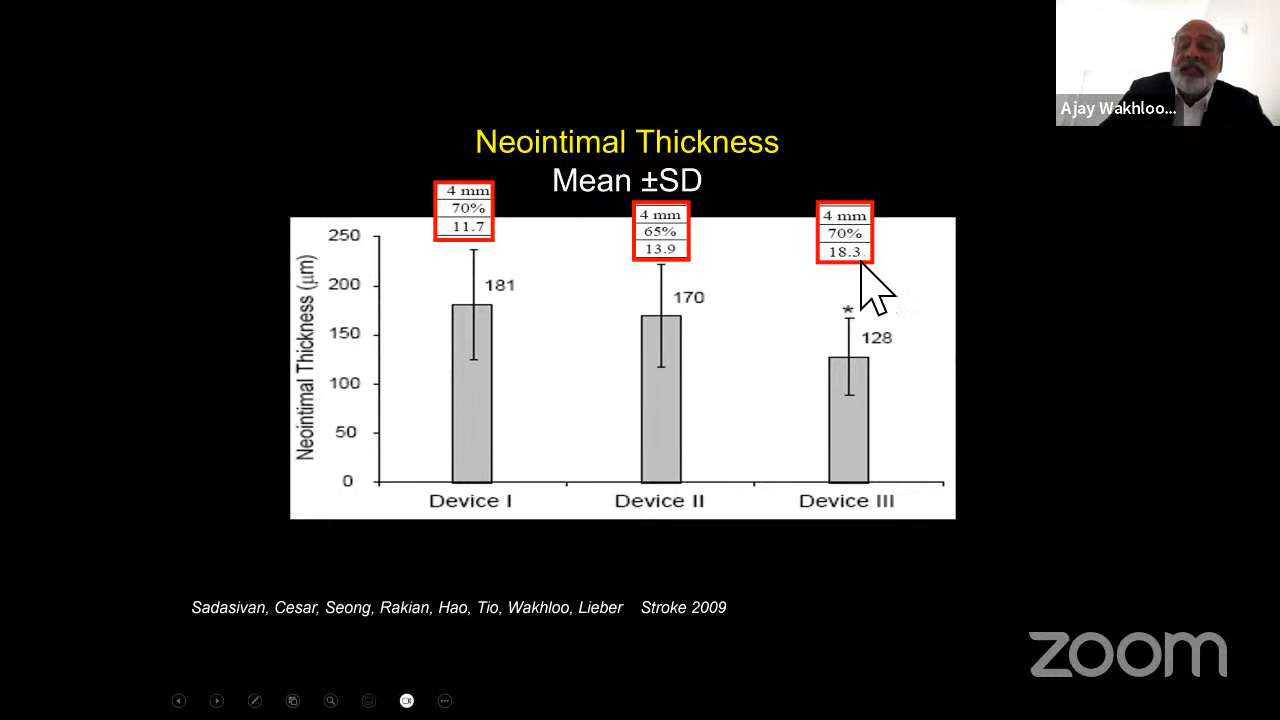 Ajay Wakhloo...
Neointimal Thickness
Mean ±SD
4 mm
70%
11.7
4 mm
65%
13.9
4 mm
70%
18.3
Neointimal Thickness (μm)
250
200
150
100
50
0
181
170
*
128
Device I
Device II
Device III
Sadasivan, Cesar, Seong, Rakian, Hao, Tio, Wakhloo, Lieber Stroke 2009
zoom